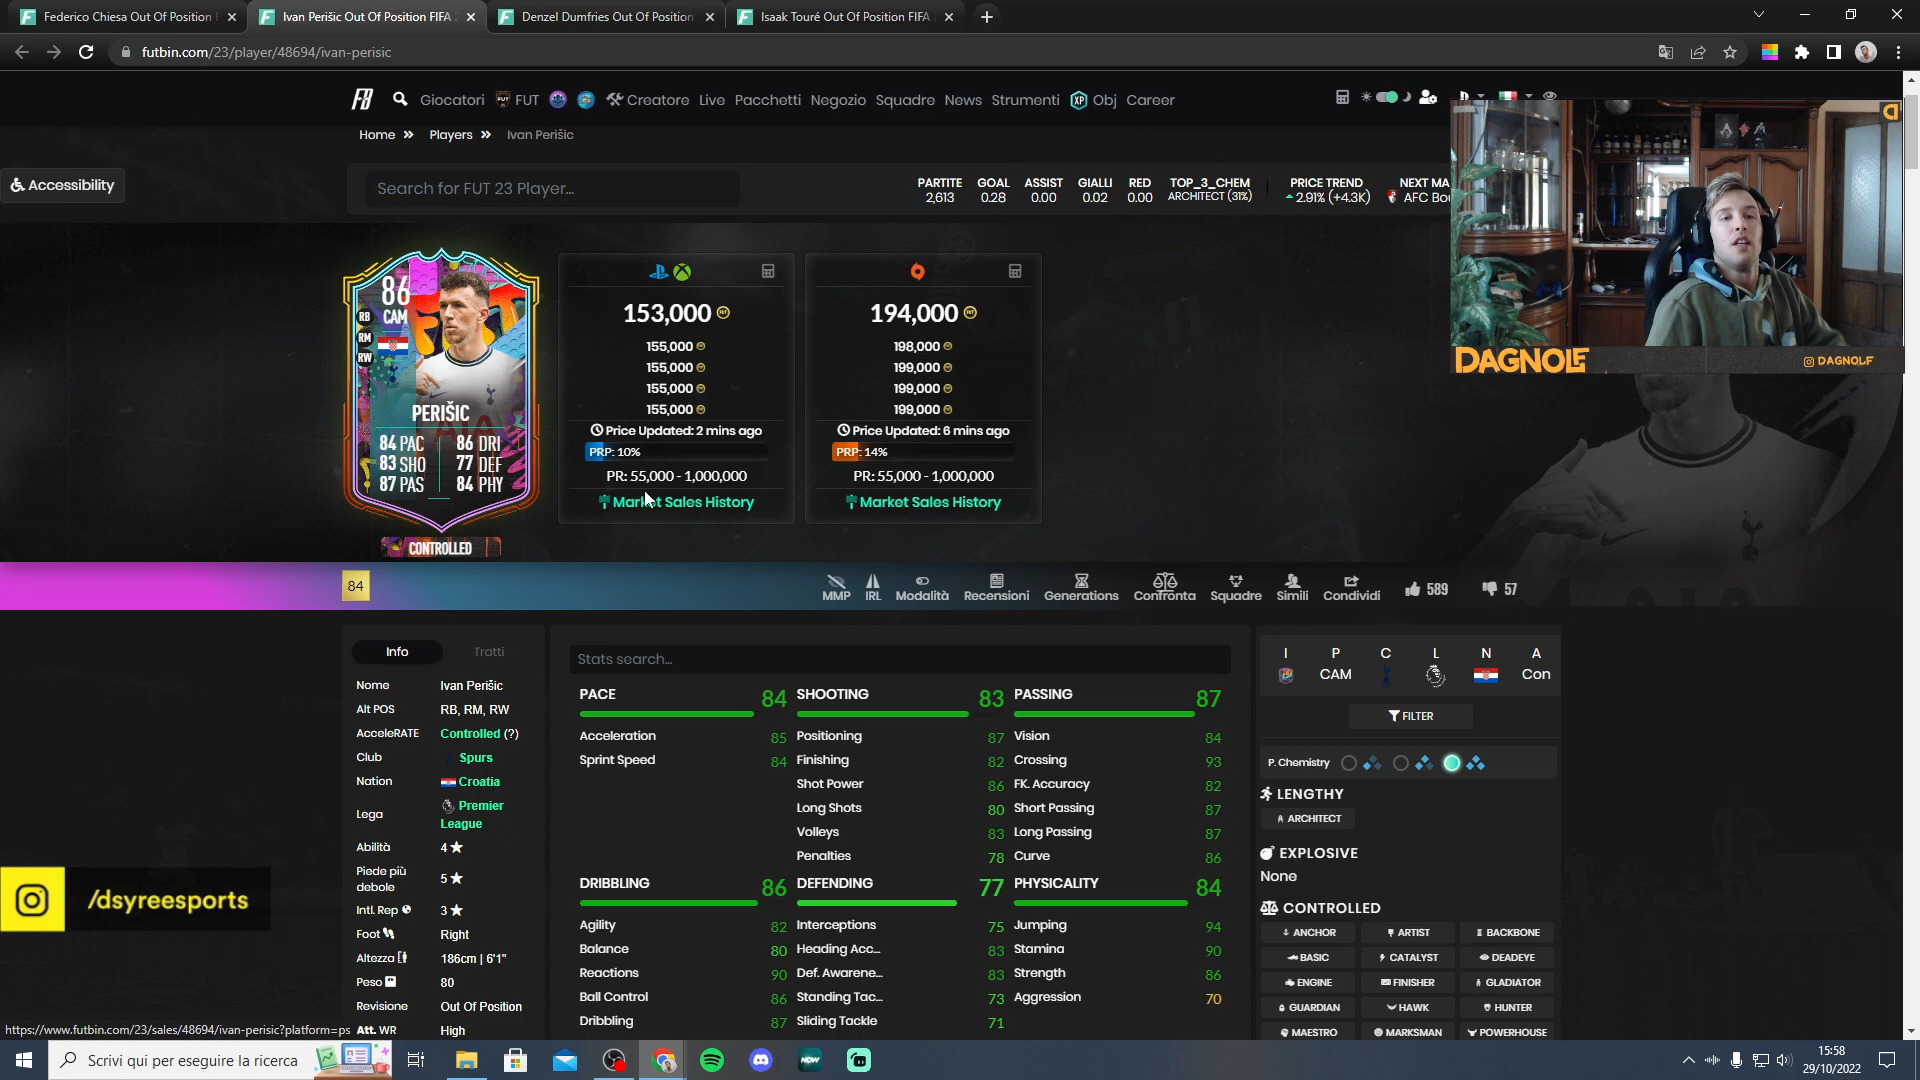 Federico Chiesa Out Of Position F
Ivan Perišic Out Of Position FIFA
Denzel Dumfries Out Of Position
Isaak Touré Out Of Position FIFA
futbin.com/23/player/48694/ivan-perisic
Giocatori FUT Creatore Live Pacchetti Negozio Squadre News Strumenti XP Obj Career
Home » Players » Ivan Perišić
Accessibility
Search for FUT 23 Player...
PARTITE GOAL ASSIST GIALLI RED TOP_3_CHEM PRICE TREND NEXT MA
2,613 0.28 0.00 0.02 0.00 ARCHITECT (31%) 2.91% (+4.3K) AFC Bou
86
CAM
RB
RM
RW
PERIŠIĆ
84 PAC 86 DRI
83 SHO 77 DEF
87 PAS 84 PHY
CONTROLLED
153,000
155,000
155,000
155,000
155,000
Price Updated: 2 mins ago
PRP: 10%
PR: 55,000 - 1,000,000
Market Sales History
194,000
198,000
199,000
199,000
199,000
Price Updated: 6 mins ago
PRP: 14%
PR: 55,000 - 1,000,000
Market Sales History
DAGNOLF
DAGNOLF
84
MMP IRL Modalità Recensioni Generations Confronta Squadre Simili Condividi 589 57
Info Tratti
Nome Ivan Perišić
Alt POS RB, RM, RW
AcceleRATE Controlled (?)
Club Spurs
Nation Croatia
Lega Premier League
Abilità 4
Piede più debole 5
Intl. Rep 3
Foot Right
Altezza 186cm | 6'1"
Peso 80
Revisione Out Of Position
Att. WR High
Stats search...
PACE 84
Acceleration 85
Sprint Speed 84
SHOOTING 83
Positioning 87
Finishing 82
Shot Power 86
Long Shots 80
Volleys 83
Penalties 78
PASSING 87
Vision 84
Crossing 93
FK. Accuracy 82
Short Passing 87
Long Passing 87
Curve 86
DRIBBLING 86
Agility 82
Balance 80
Reactions 90
Ball Control 86
Dribbling 87
DEFENDING 77
Interceptions 75
Heading Acc... 83
Def. Awarene... 83
Standing Tac... 73
Sliding Tackle 71
PHYSICALITY 84
Jumping 94
Stamina 90
Strength 86
Aggression 70
I P C L N A
CAM Con
FILTER
P. Chemistry
LENGTHY
ARCHITECT
EXPLOSIVE
None
CONTROLLED
ANCHOR ARTIST BACKBONE
BASIC CATALYST DEADEYE
ENGINE FINISHER GLADIATOR
GUARDIAN HAWK HUNTER
MAESTRO MARKSMAN POWERHOUSE
/dsyreesports
https://www.futbin.com/23/sales/48694/ivan-perisic?platform=ps
Scrivi qui per eseguire la ricerca
NOW
15:58
29/10/2022